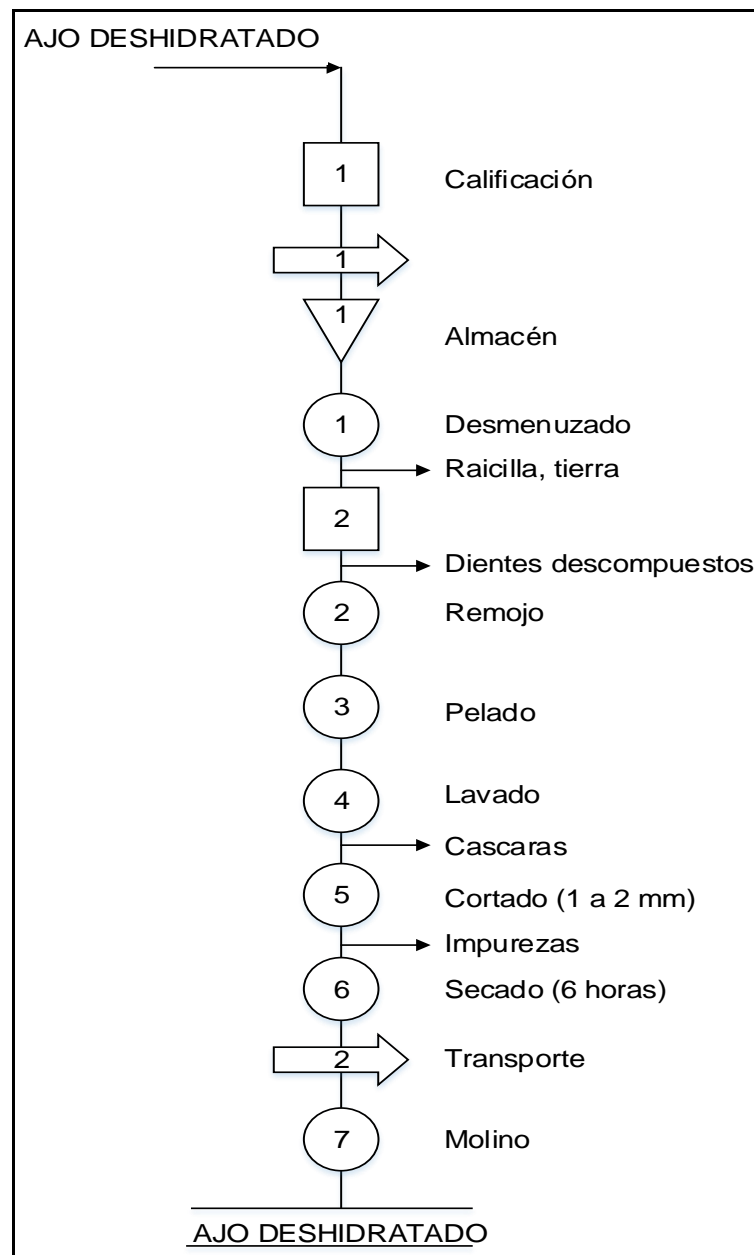 AJO DESHIDRATADO
1 Calificación
1
1 Almacén
1 Desmenuzado
Raicilla, tierra
2
Dientes descompuestos
2 Remojo
3 Pelado
4 Lavado
Cascaras
5 Cortado (1 a 2 mm)
Impurezas
6 Secado (6 horas)
2 Transporte
7 Molino
AJO DESHIDRATADO